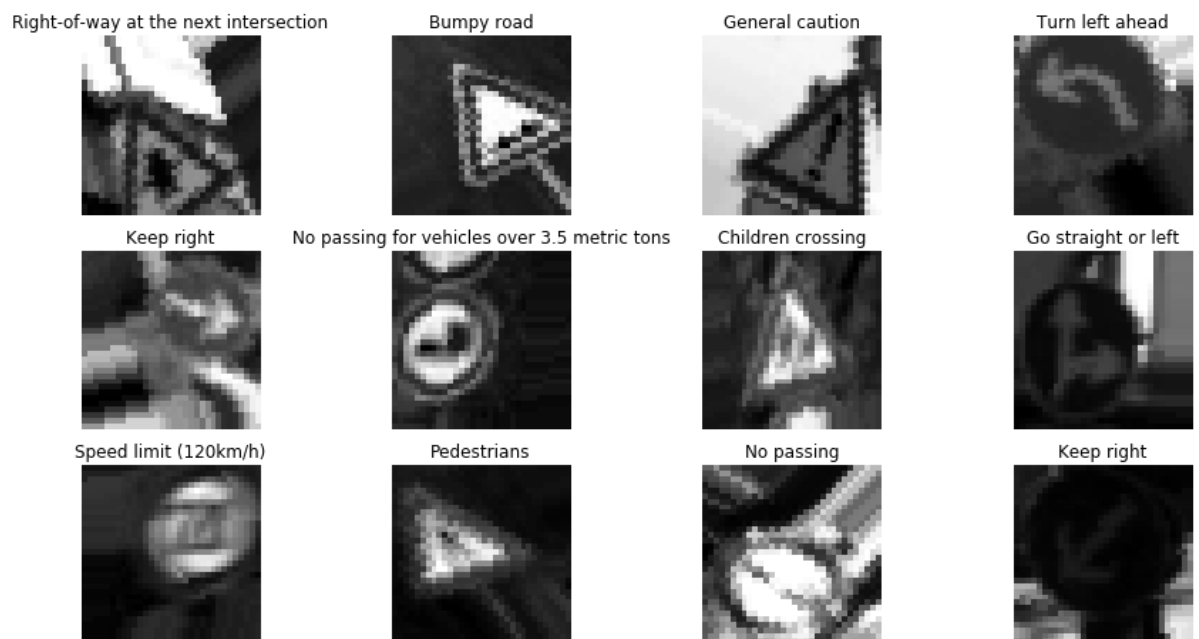 Right-of-way at the next intersection
Bumpy road
General caution
Turn left ahead
Keep right
No passing for vehicles over 3.5 metric tons
Children crossing
Go straight or left
Speed limit (120km/h)
Pedestrians
No passing
Keep right